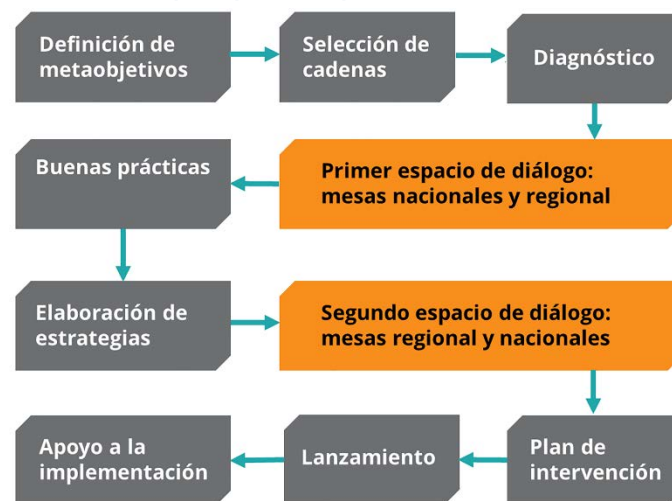 Definición de
metaobjetivos
Selección de
cadenas
Diagnóstico
Primer espacio de diálogo:
mesas nacionales y regional
Buenas prácticas
Elaboración de
estrategias
Segundo espacio de diálogo:
mesas regional y nacionales
Plan de
intervención
Lanzamiento
Apoyo a la
implementación